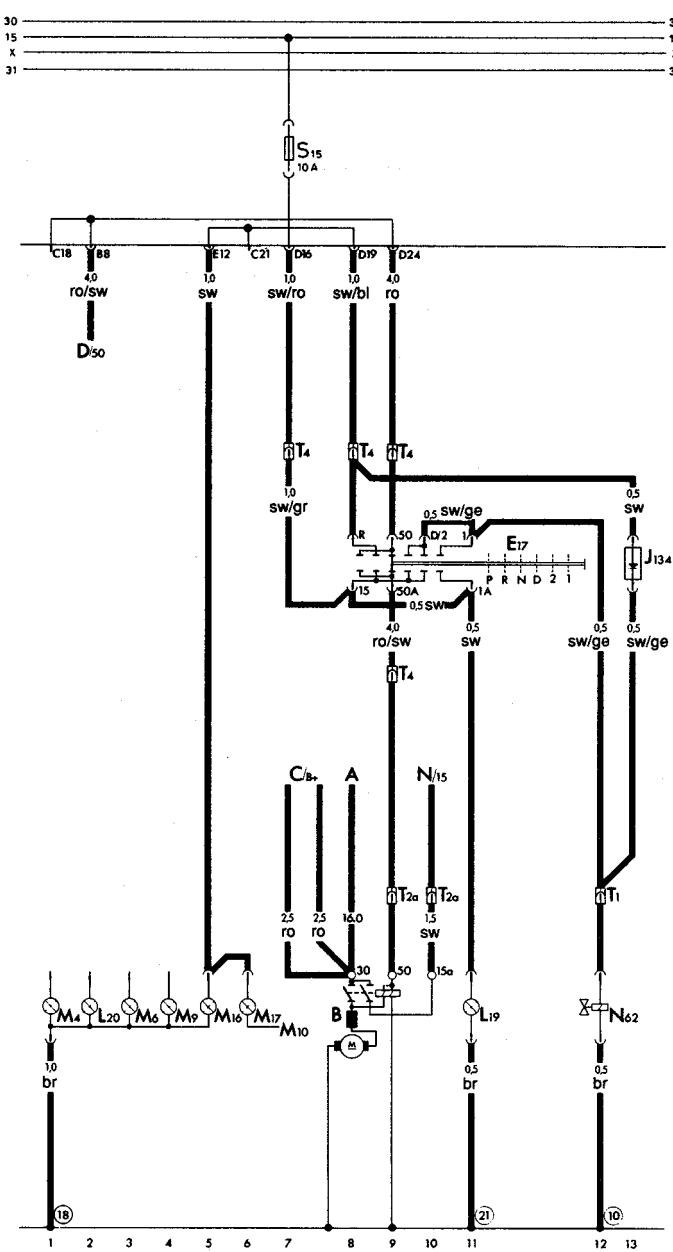 30
15
X
31
S15
10 A
C18 B8 E12 C21 D16 D19 D24
4,0 1,0 1,0 1,0 4,0
ro/sw sw sw/ro sw/bl ro
D/50
T4 T4 T4
1,0 0,5 sw/ge 0,5
sw/gr sw
R 50 D/2 1
E17
J134
P R N D 2 1
15 50A 1A
0,5 sw
4,0 0,5 0,5 0,5
ro/sw sw sw/ge sw/ge
T4
C/B+ A N/15
T2a T2a T1
2,5 2,5 16.0 1,5
ro ro sw
30 50 15a
M4 L20 M6 M9 M16 M17 B L19 N62
M10
M
1,0 0,5 0,5
br br br
18 21 10
1 2 3 4 5 6 7 8 9 10 11 12 13